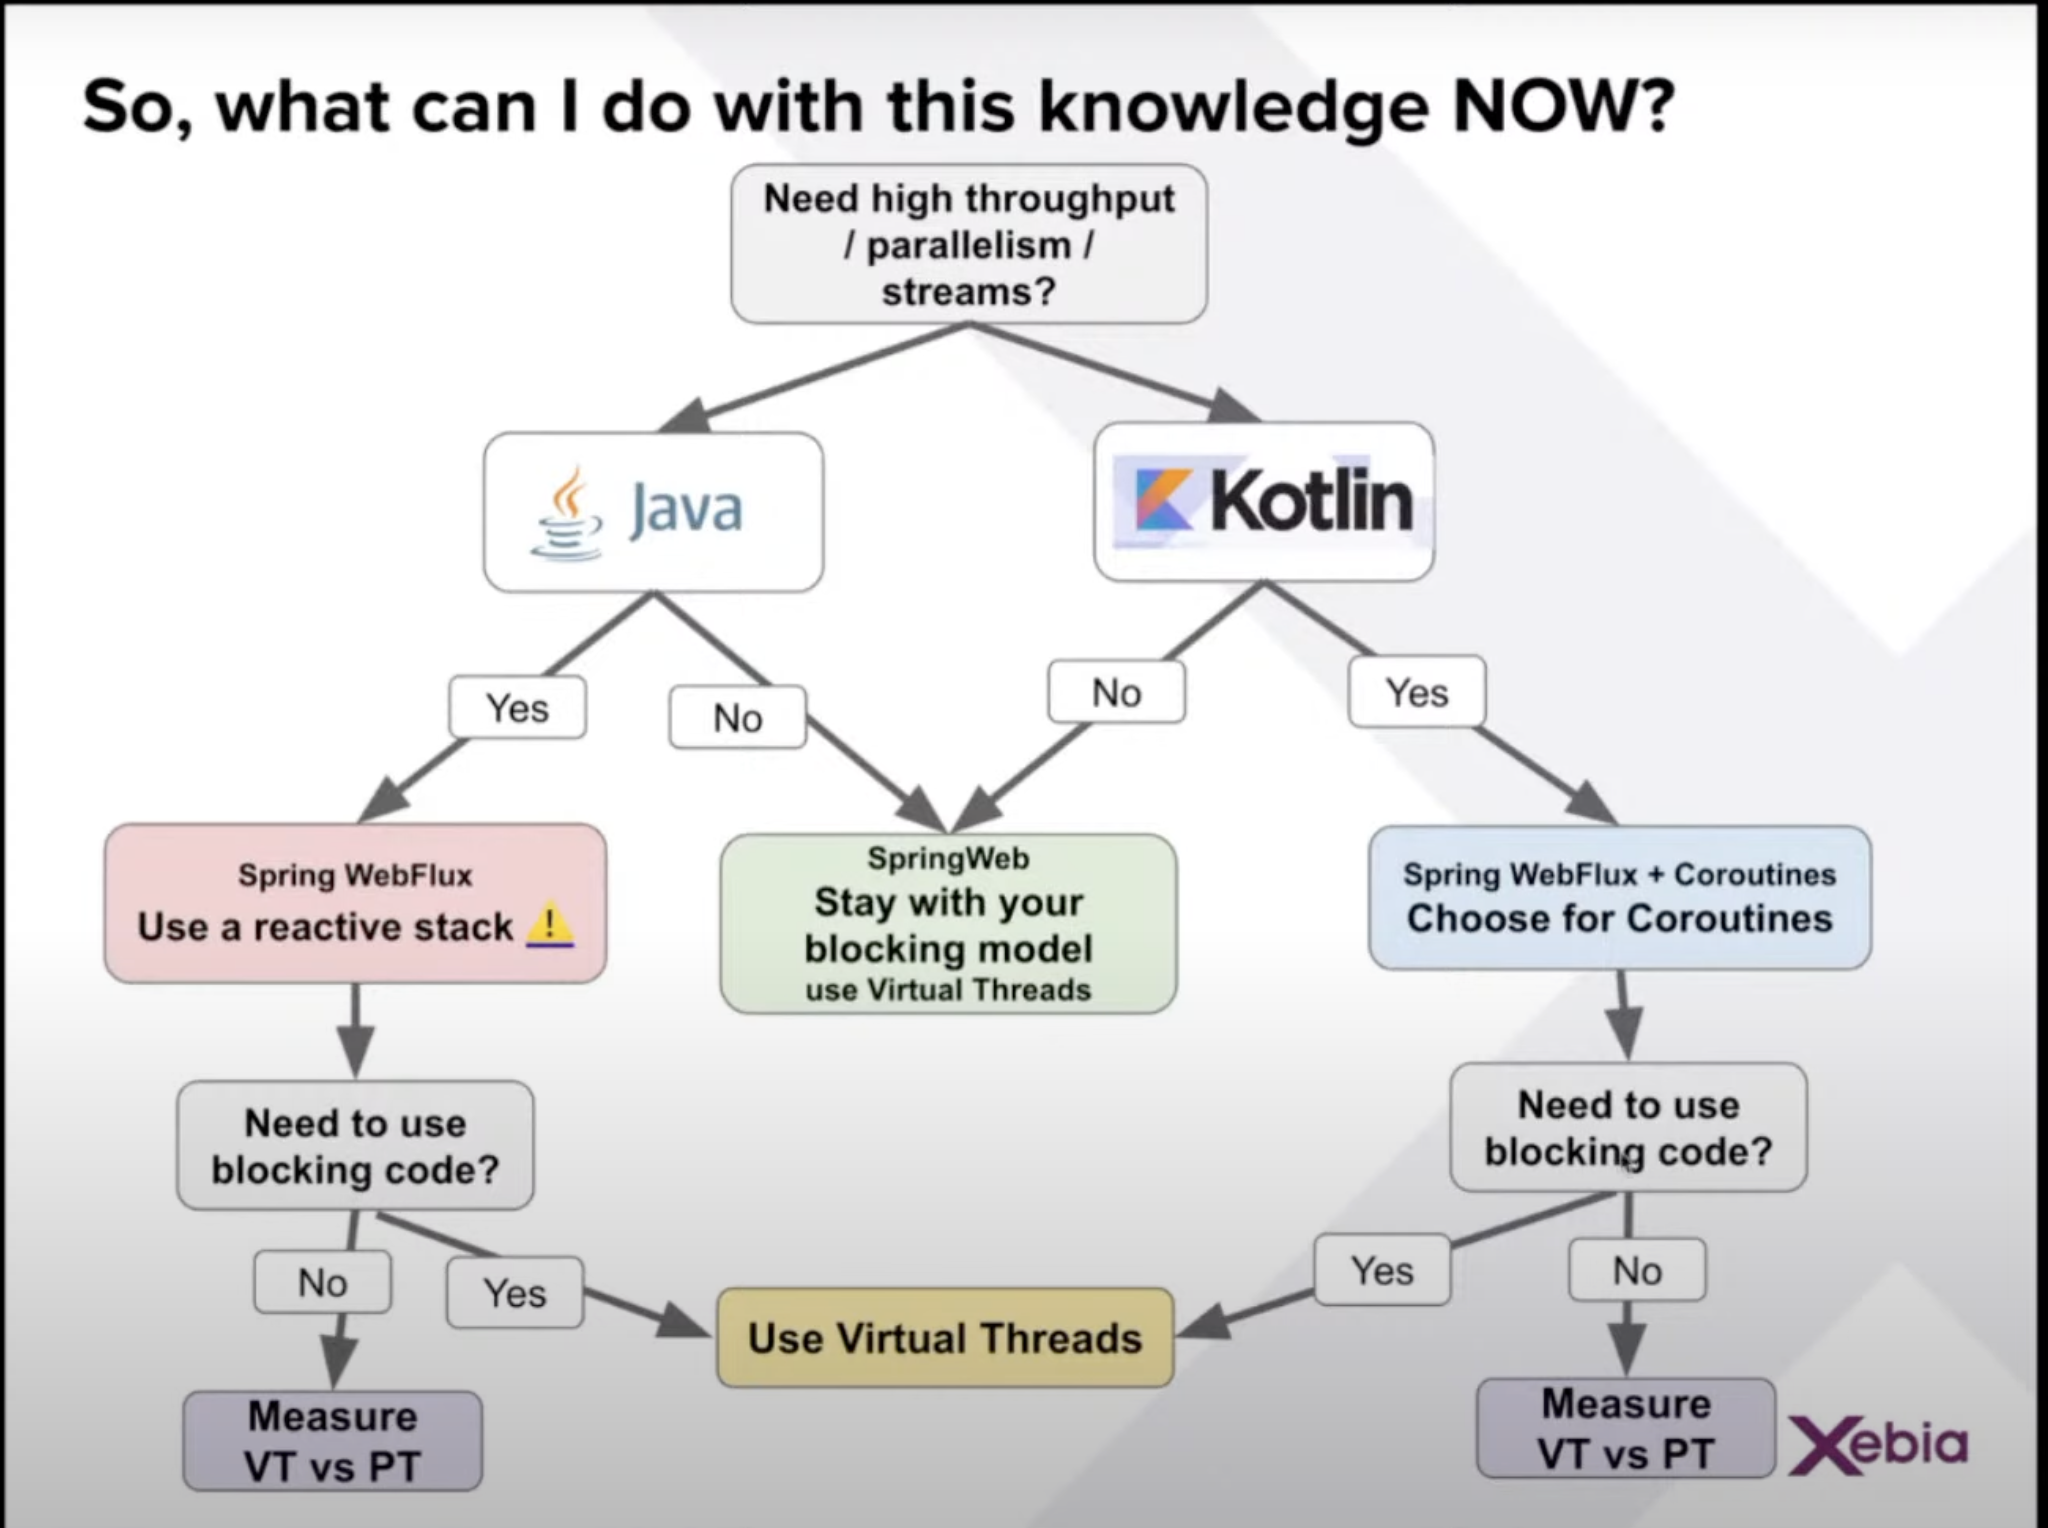 So, what can I do with this knowledge NOW?
Need high throughput
/ parallelism /
streams?
Java
Kotlin
Yes
No
No
Yes
Spring WebFlux
Use a reactive stack
SpringWeb
Stay with your
blocking model
use Virtual Threads
Spring WebFlux + Coroutines
Choose for Coroutines
Need to use
blocking code?
Need to use
blocking code?
No
Yes
Yes
No
Use Virtual Threads
Measure
VT vs PT
Measure
VT vs PT
Xebia